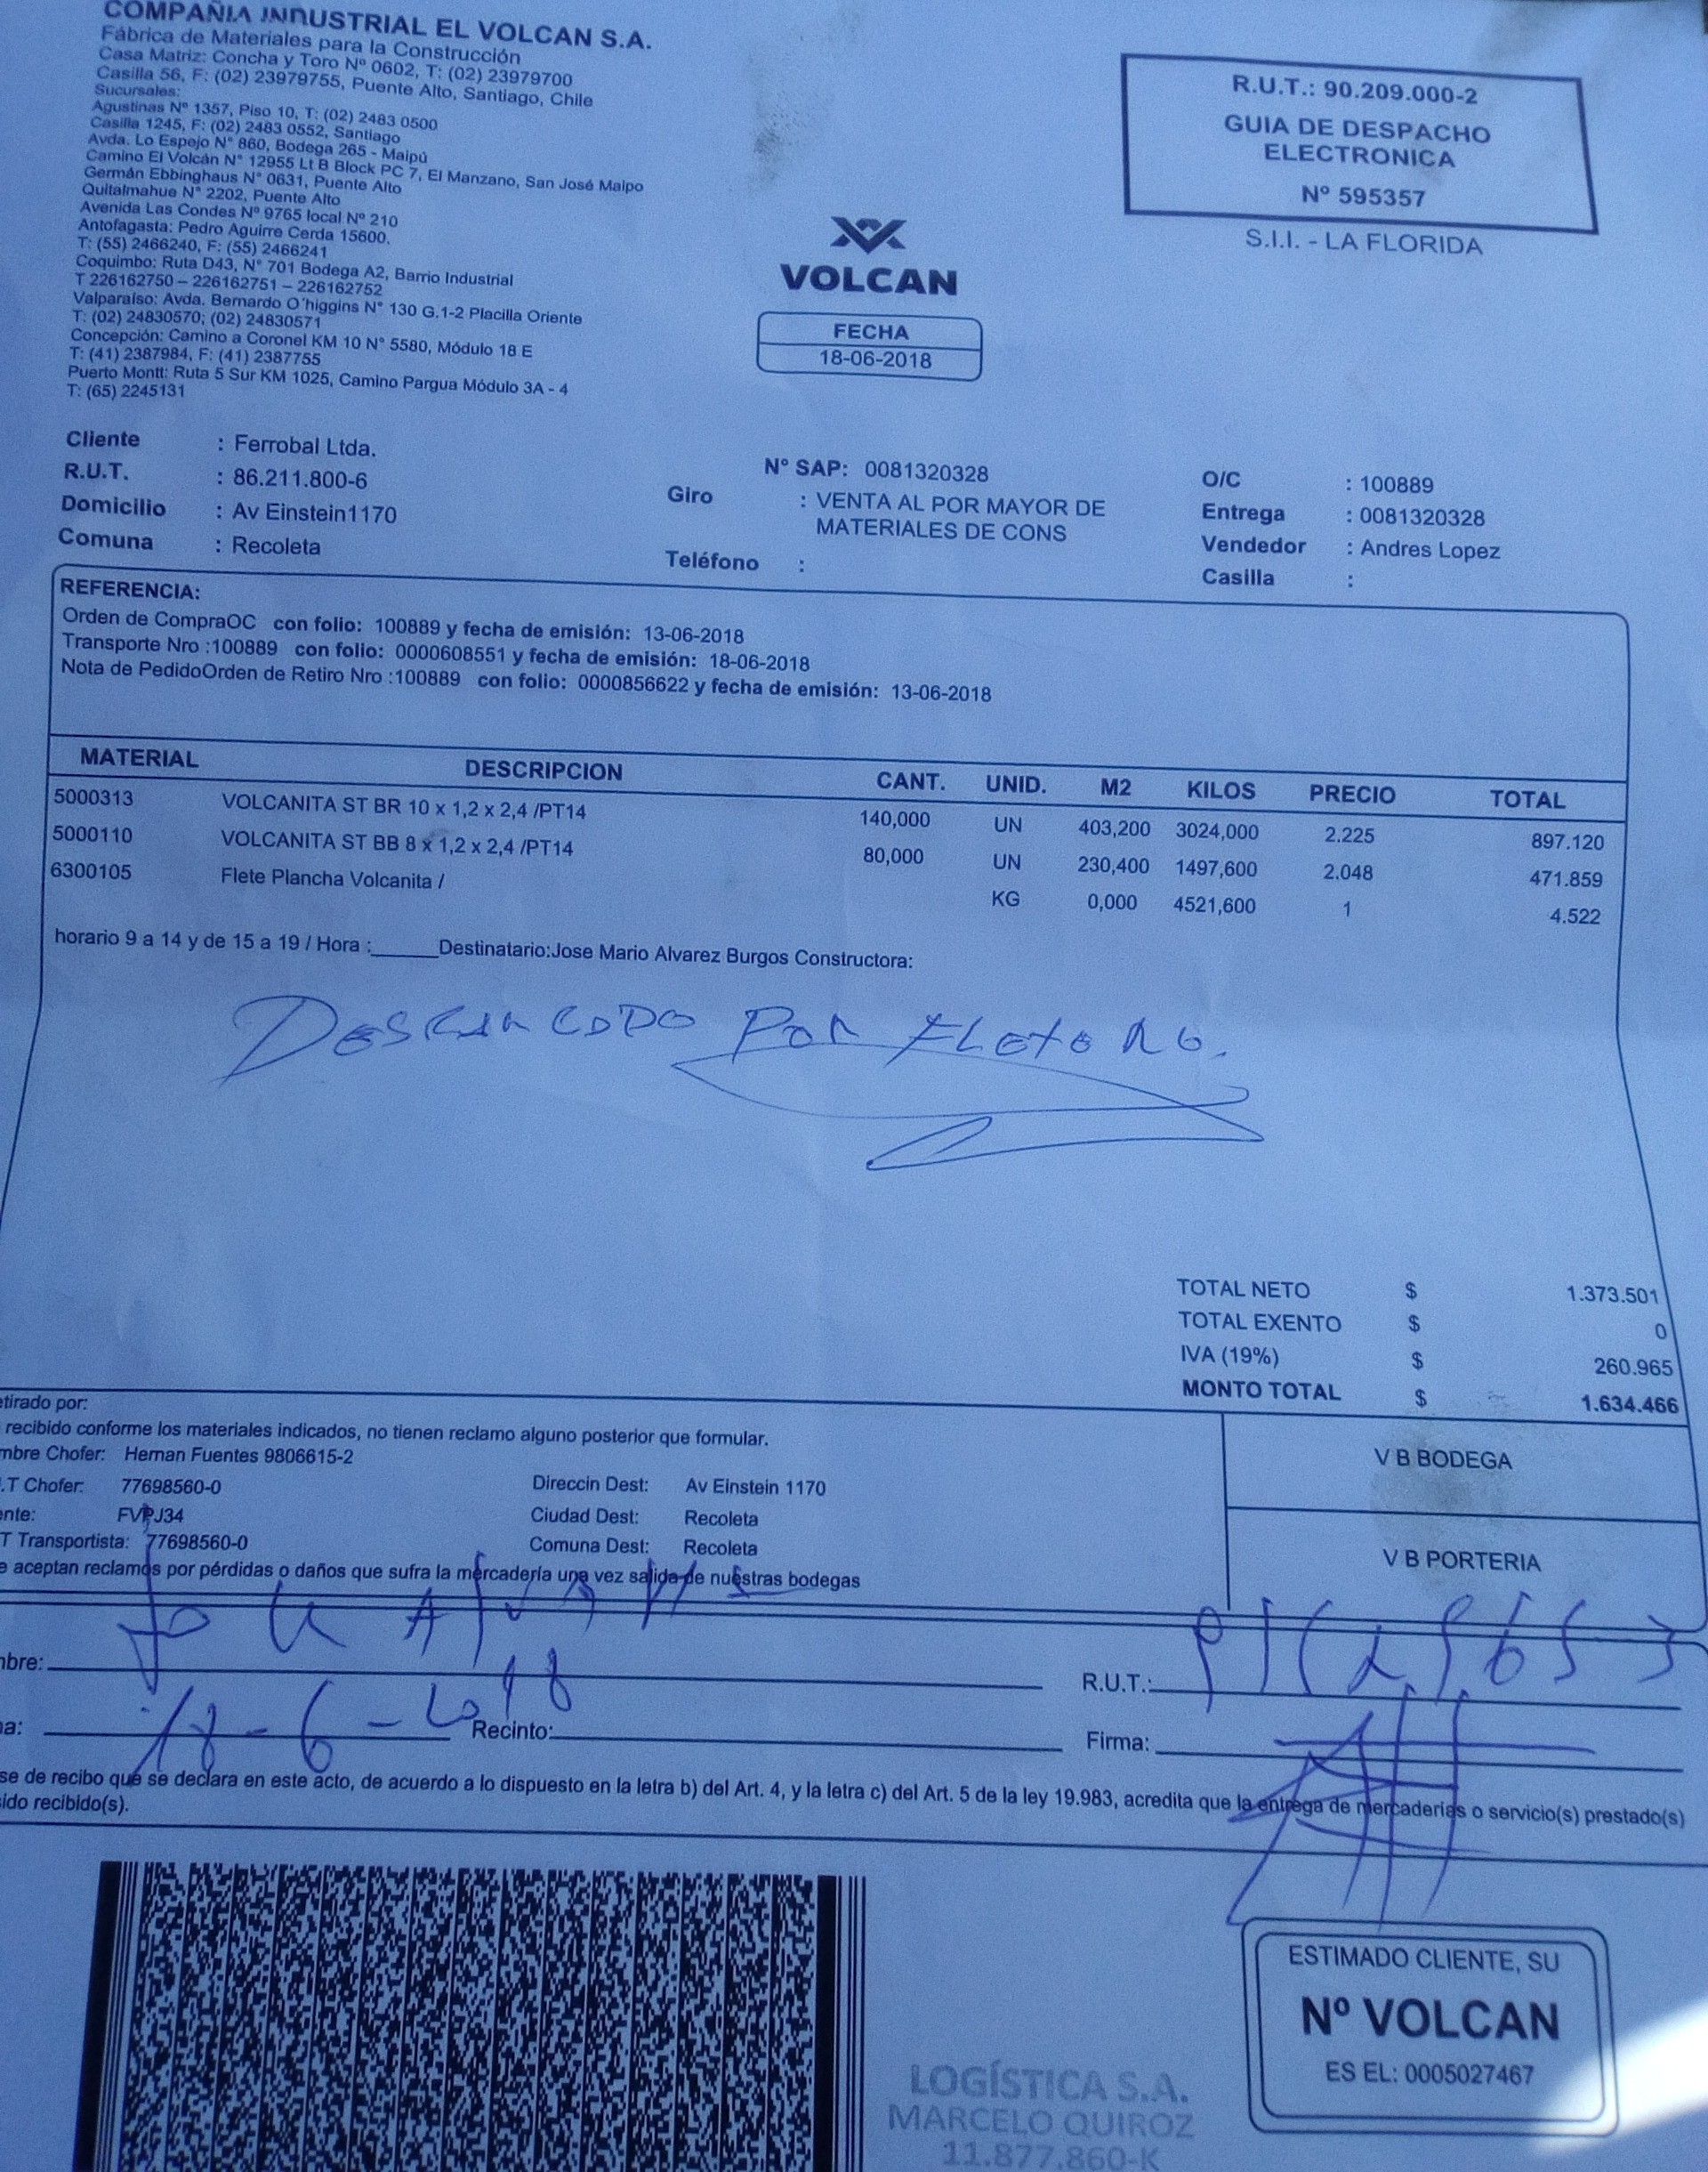 COMPAÑIA INDUSTRIAL EL VOLCAN S.A.
Fábrica de Materiales para la Construcción
Casa Matriz: Concha y Toro Nº 0602, T: (02) 23979700
Casilla 56, F: (02) 23979755, Puente Alto, Santiago, Chile
Sucursales:
Agustinas Nº 1357, Piso 10, T: (02) 2483 0500
Casilla 1245, F: (02) 2483 0552, Santiago
Avda. Lo Espejo N° 860, Bodega 265 - Maipú
Camino El Volcán N° 12955 Lt B Block PC 7, El Manzano, San José Maipo
Germán Ebbinghaus N° 0631, Puente Alto
Quitalmahue N° 2202, Puente Alto
Avenida Las Condes Nº 9765 local Nº 210
Antofagasta: Pedro Aguirre Cerda 15600.
T: (55) 2466240, F: (55) 2466241
Coquimbo: Ruta D43, N° 701 Bodega A2, Barrio Industrial
T 226162750 – 226162751 – 226162752
Valparaíso: Avda. Bernardo O´higgins N° 130 G.1-2 Placilla Oriente
T: (02) 24830570; (02) 24830571
Concepción: Camino a Coronel KM 10 N° 5580, Módulo 18 E
T: (41) 2387984, F: (41) 2387755
Puerto Montt: Ruta 5 Sur KM 1025, Camino Pargua Módulo 3A - 4
T: (65) 2245131
VOLCAN
FECHA
18-06-2018
R.U.T.: 90.209.000-2
GUIA DE DESPACHO
ELECTRONICA
Nº 595357
S.I.I. - LA FLORIDA
Cliente : Ferrobal Ltda.
R.U.T. : 86.211.800-6
Domicilio : Av Einstein1170
Comuna : Recoleta
N° SAP: 0081320328
Giro : VENTA AL POR MAYOR DE
MATERIALES DE CONS
Teléfono :
O/C : 100889
Entrega : 0081320328
Vendedor : Andres Lopez
Casilla :
REFERENCIA:
Orden de CompraOC con folio: 100889 y fecha de emisión: 13-06-2018
Transporte Nro :100889 con folio: 0000608551 y fecha de emisión: 18-06-2018
Nota de PedidoOrden de Retiro Nro :100889 con folio: 0000856622 y fecha de emisión: 13-06-2018
MATERIAL DESCRIPCION CANT. UNID. M2 KILOS PRECIO TOTAL
5000313 VOLCANITA ST BR 10 x 1,2 x 2,4 /PT14 140,000 UN 403,200 3024,000 2.225 897.120
5000110 VOLCANITA ST BB 8 x 1,2 x 2,4 /PT14 80,000 UN 230,400 1497,600 2.048 471.859
6300105 Flete Plancha Volcanita / KG 0,000 4521,600 1 4.522
horario 9 a 14 y de 15 a 19 / Hora :______Destinatario:Jose Mario Alvarez Burgos Constructora:
POR
TOTAL NETO $ 1.373.501
TOTAL EXENTO $ 0
IVA (19%) $ 260.965
MONTO TOTAL $ 1.634.466
etirado por:
recibido conforme los materiales indicados, no tienen reclamo alguno posterior que formular.
mbre Chofer: Hernan Fuentes 9806615-2
.T Chofer: 77698560-0 Direccin Dest: Av Einstein 1170
ente: FVPJ34 Ciudad Dest: Recoleta
T Transportista: 77698560-0 Comuna Dest: Recoleta
e aceptan reclamos por pérdidas o daños que sufra la mercadería una vez salida de nuestras bodegas
V B BODEGA
V B PORTERIA
mbre: R.U.T.:
a: 18-6-2018 Recinto: Firma:
se de recibo que se declara en este acto, de acuerdo a lo dispuesto en la letra b) del Art. 4, y la letra c) del Art. 5 de la ley 19.983, acredita que la entrega de mercaderías o servicio(s) prestado(s)
ido recibido(s).
ESTIMADO CLIENTE, SU
Nº VOLCAN
ES EL: 0005027467
LOGÍSTICA S.A.
MARCELO QUIROZ
11.877.860-K